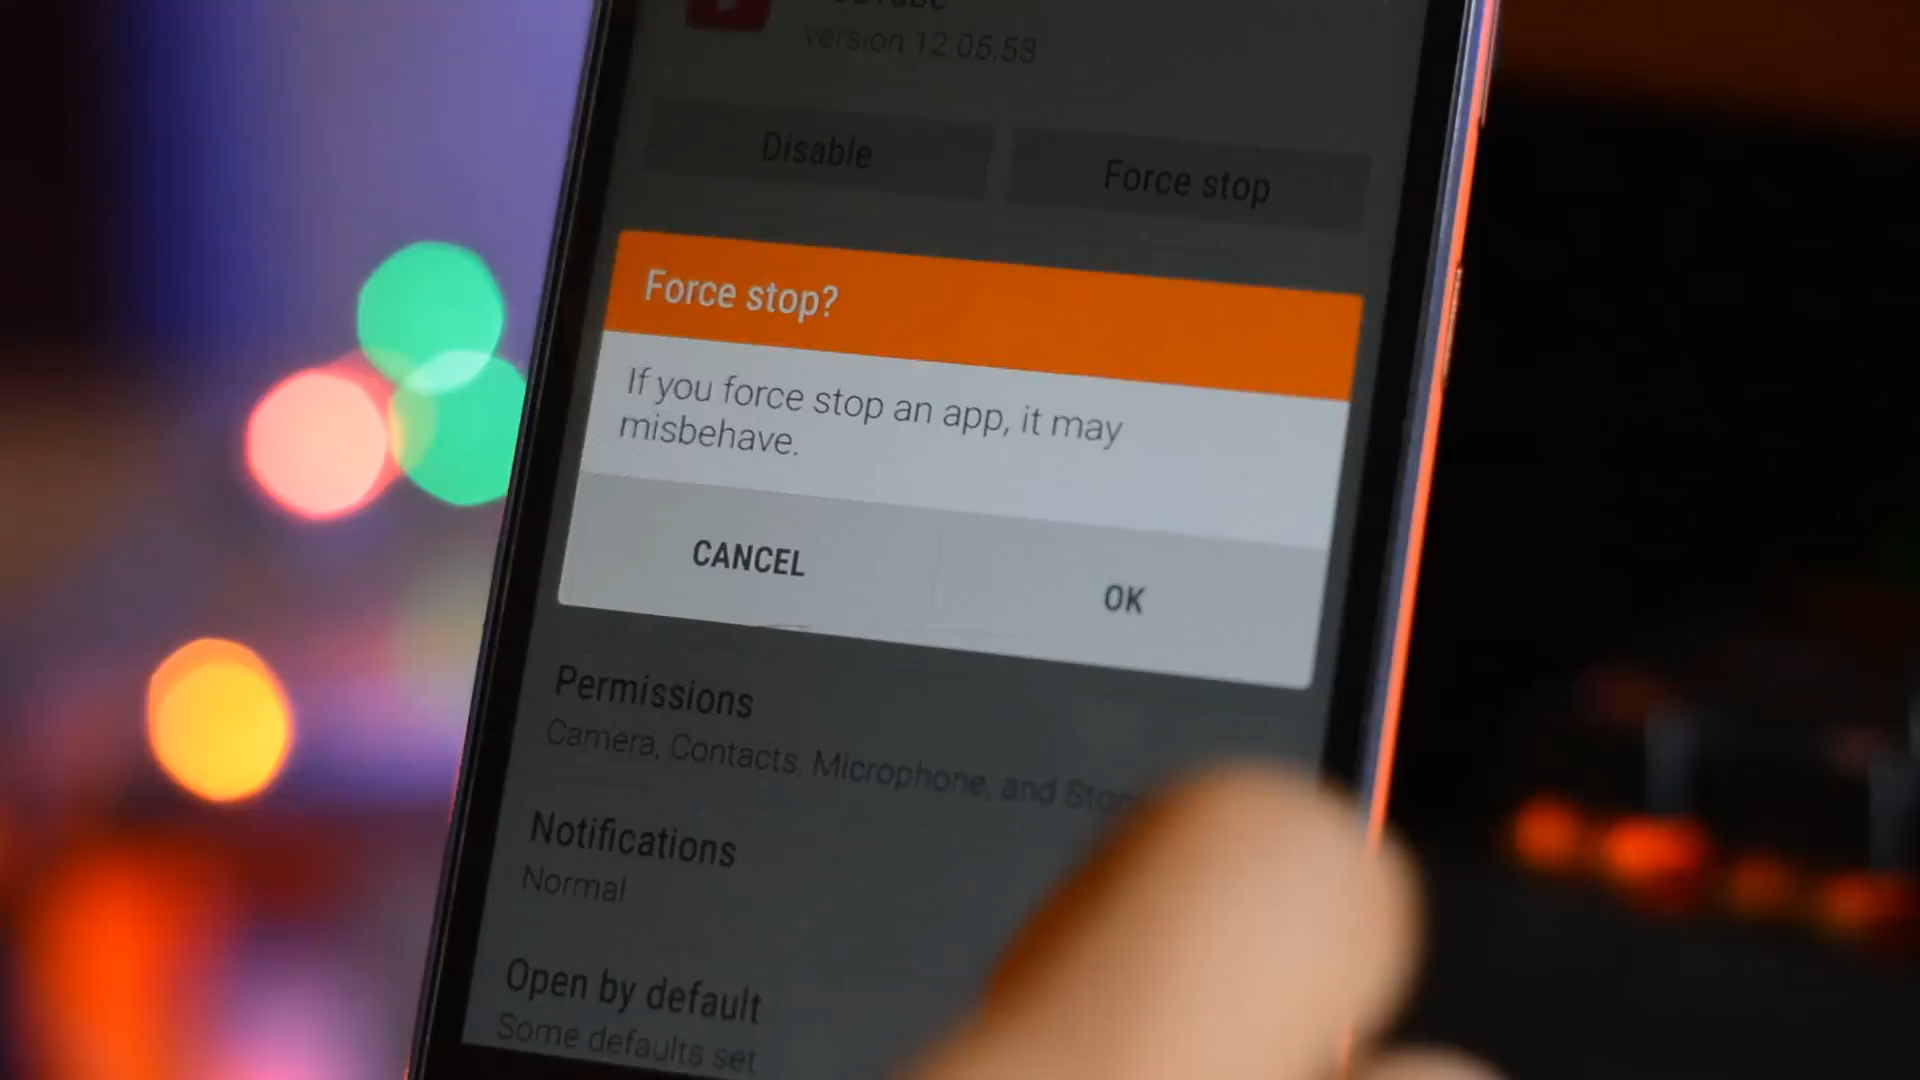 version 12.05.53
Disable
Force stop
Force stop?
If you force stop an app, it may
misbehave.
CANCEL
OK
Permissions
Camera, Contacts, Microphone, and
Notifications
Normal
Open by default
Some defaults set